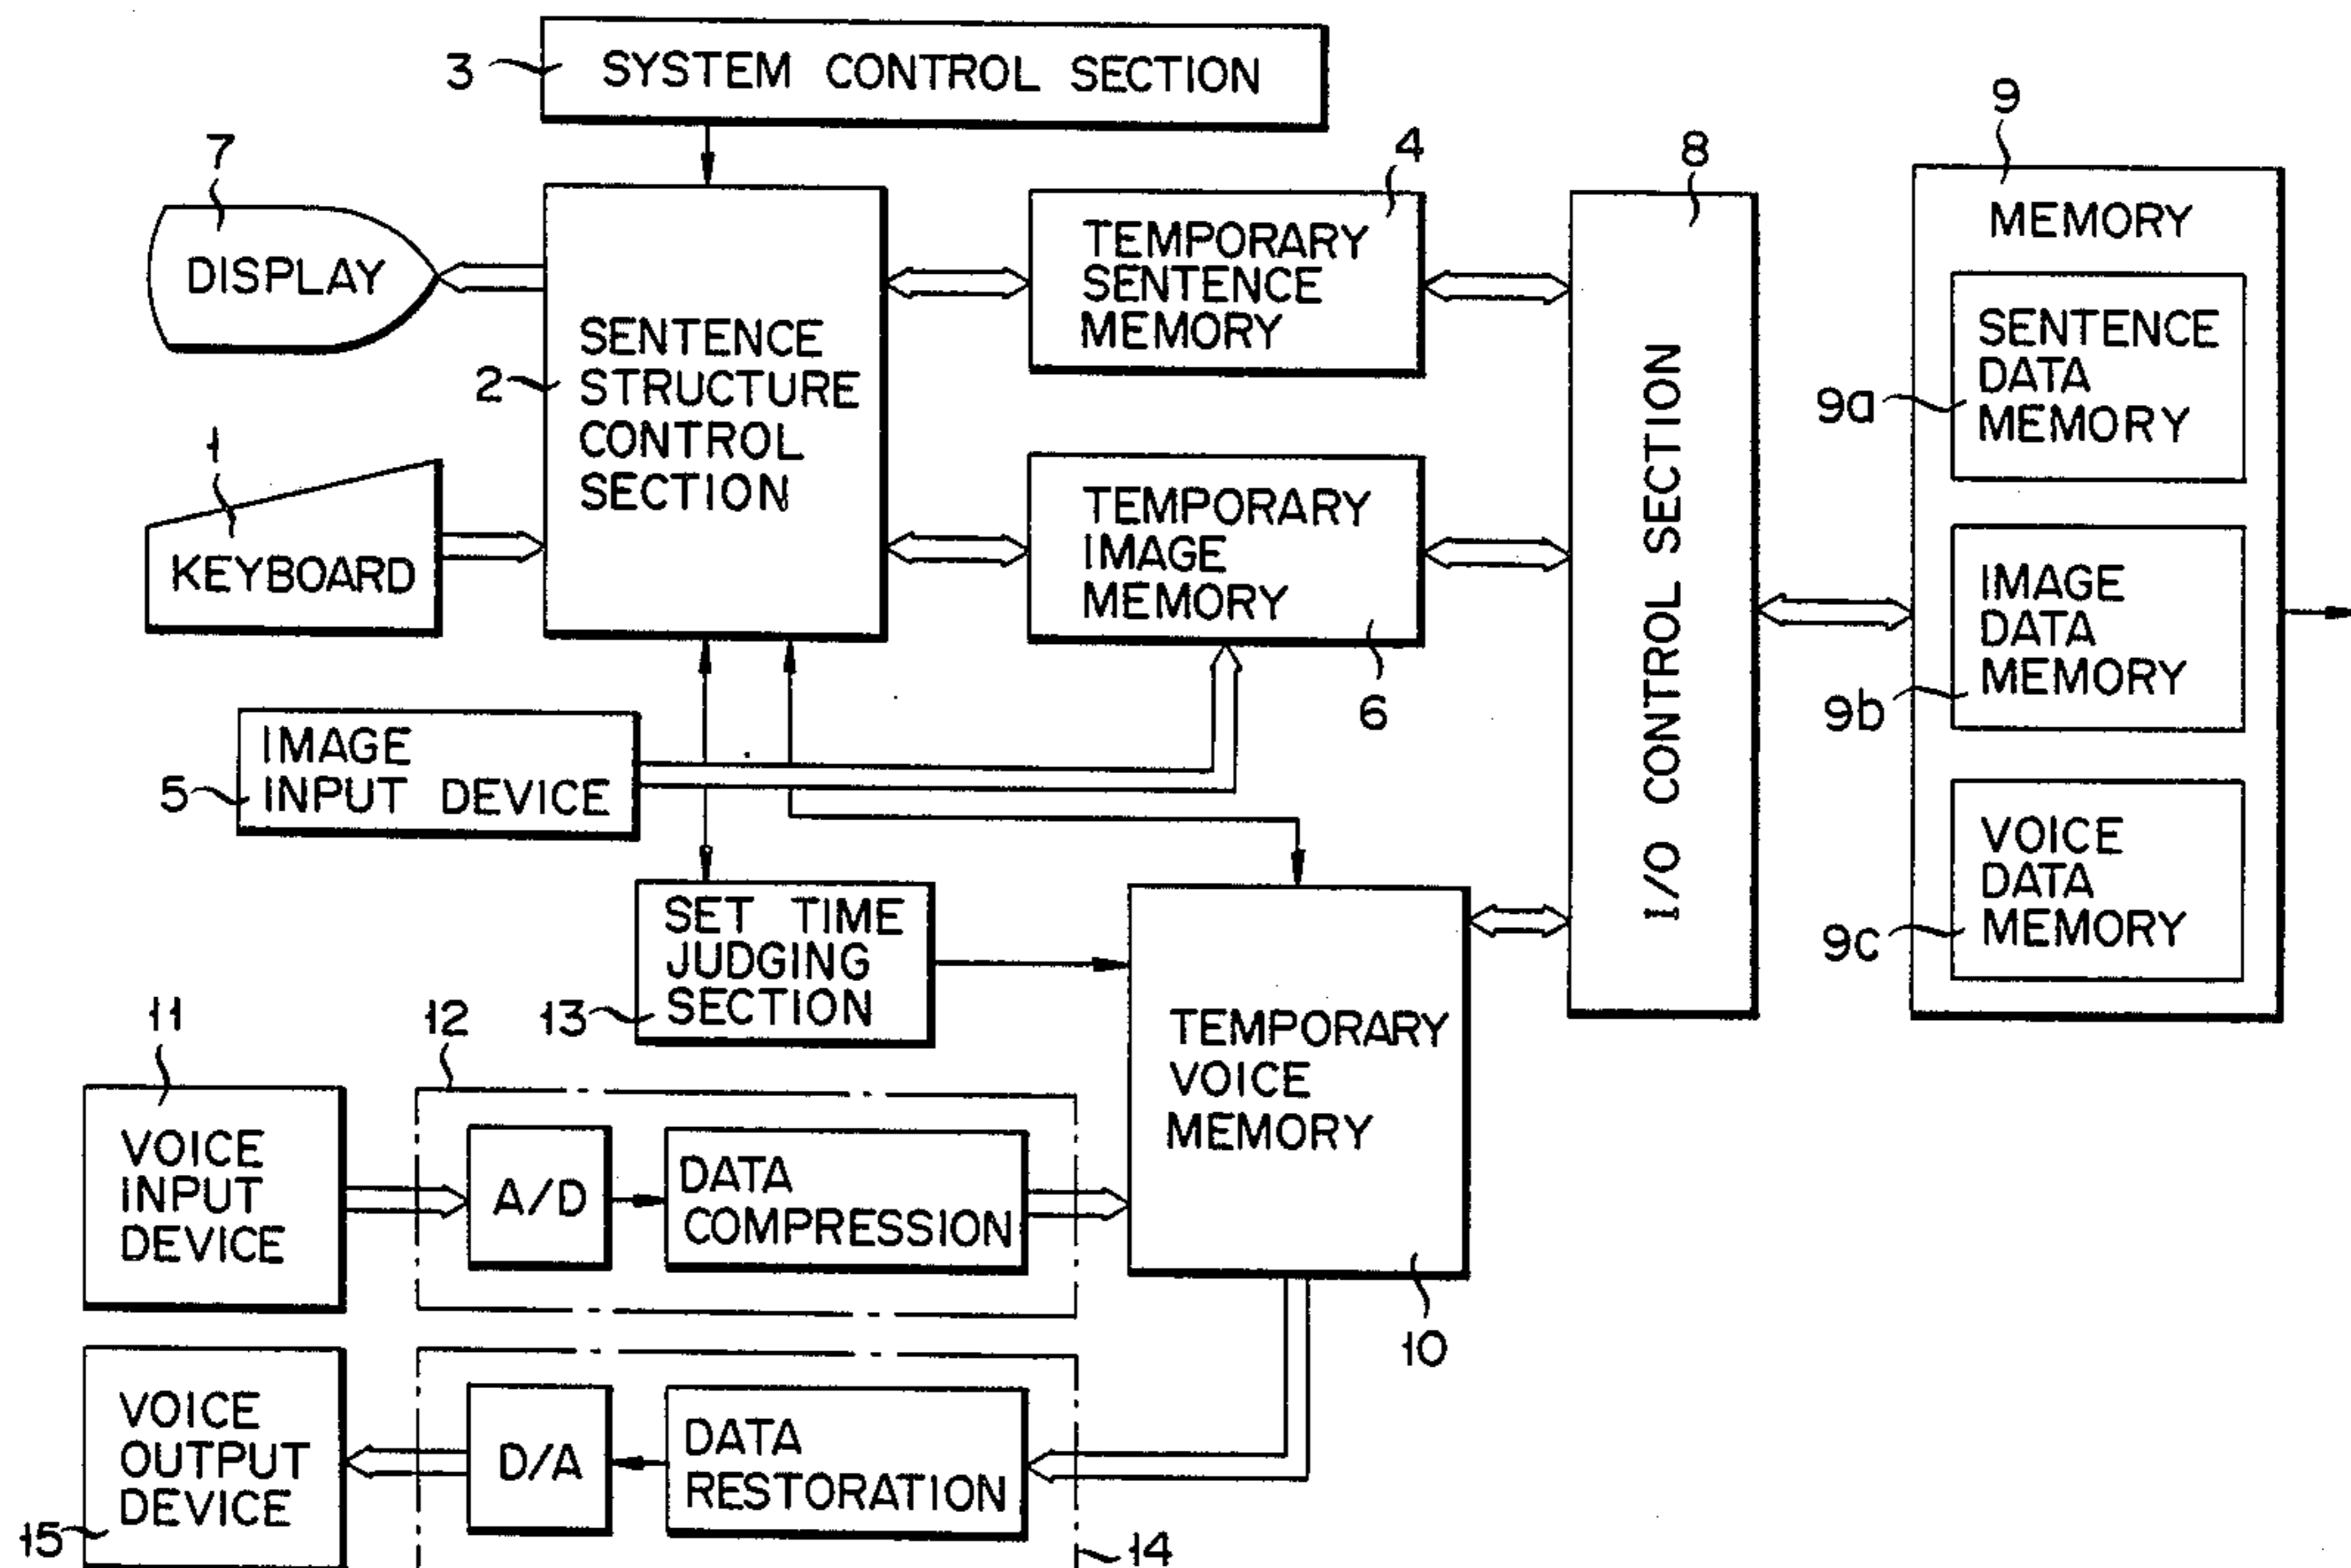 3
SYSTEM CONTROL SECTION
7
DISPLAY
1
KEYBOARD
2
SENTENCE
STRUCTURE
CONTROL
SECTION
4
TEMPORARY
SENTENCE
MEMORY
TEMPORARY
IMAGE
MEMORY
6
8
I/O CONTROL SECTION
9
MEMORY
SENTENCE
DATA
MEMORY
9a
IMAGE
DATA
MEMORY
9b
VOICE
DATA
MEMORY
9c
IMAGE
INPUT DEVICE
5
SET TIME
JUDGING
SECTION
13
TEMPORARY
VOICE
MEMORY
10
11
VOICE
INPUT
DEVICE
12
A/D
DATA
COMPRESSION
VOICE
OUTPUT
DEVICE
15
D/A
DATA
RESTORATION
14